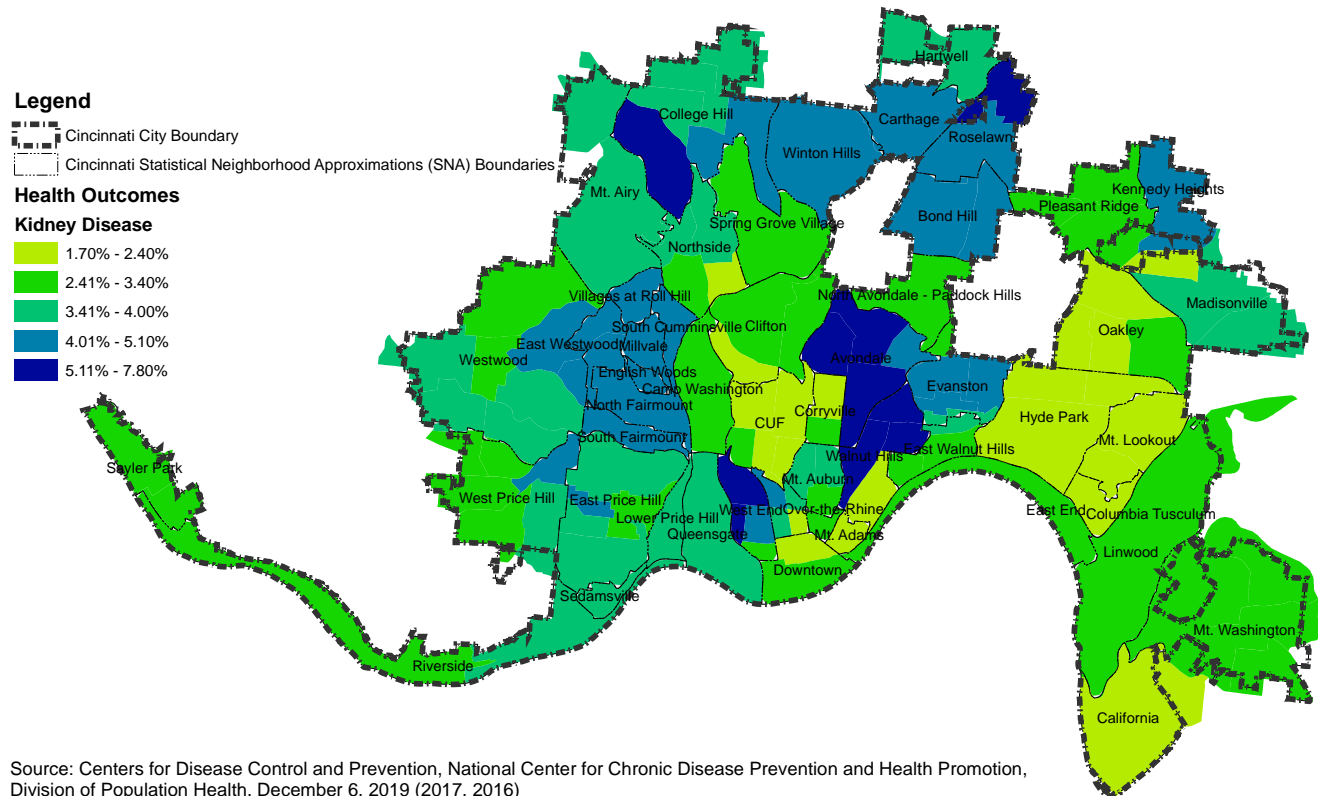 Legend
Cincinnati City Boundary
Cincinnati Statistical Neighborhood Approximations (SNA) Boundaries
Health Outcomes
Kidney Disease
1.70% - 2.40%
2.41% - 3.40%
3.41% - 4.00%
4.01% - 5.10%
5.11% - 7.80%
Hartwell
College Hill
Carthage
Roselawn
Winton Hills
Mt. Airy
Kennedy Heights
Pleasant Ridge
Bond Hill
Spring Grove Village
Northside
Villages at Roll Hill
North Avondale - Paddock Hills
Madisonville
South Cumminsville
Clifton
Oakley
East Westwood
Millvale
Westwood
Avondale
English Woods
Camp Washington
Evanston
North Fairmount
CUF
Corryville
Hyde Park
South Fairmount
Mt. Lookout
East Walnut Hills
Walnut Hills
Sayler Park
Mt. Auburn
West Price Hill
East Price Hill
West End
Over-the-Rhine
East End
Columbia Tusculum
Lower Price Hill
Queensgate
Mt. Adams
Linwood
Downtown
Sedamsville
Mt. Washington
Riverside
California
Source: Centers for Disease Control and Prevention, National Center for Chronic Disease Prevention and Health Promotion,
Division of Population Health, December 6, 2019 (2017, 2016)